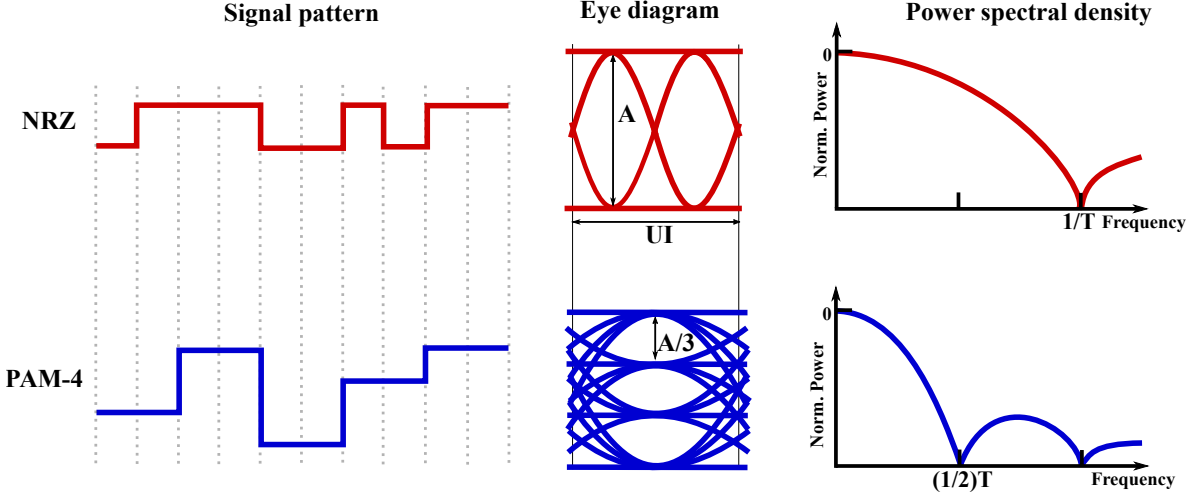 Signal pattern
Eye diagram
Power spectral density
NRZ
A
UI
0
Norm. Power
1/T
Frequency
PAM-4
A/3
0
Norm. Power
(1/2)T
Frequency